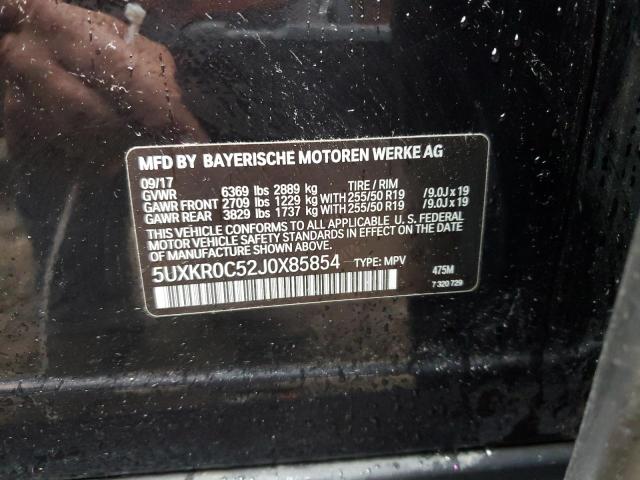 MFD BY BAYERISCHE MOTOREN WERKE AG
09/17
GVWR 6369 lbs 2889 kg TIRE / RIM
GAWR FRONT 2709 lbs 1229 kg WITH 255/50 R19 /9.0J x 19
GAWR REAR 3829 lbs 1737 kg WITH 255/50 R19 /9.0J x 19
THIS VEHICLE CONFORMS TO ALL APPLICABLE U.S. FEDERAL
MOTOR VEHICLE SAFETY STANDARDS IN EFFECT ON THE DATE
OF MANUFACTURE SHOWN ABOVE.
5UXKR0C52J0X85854 TYPE: MPV
475M
7 320 729